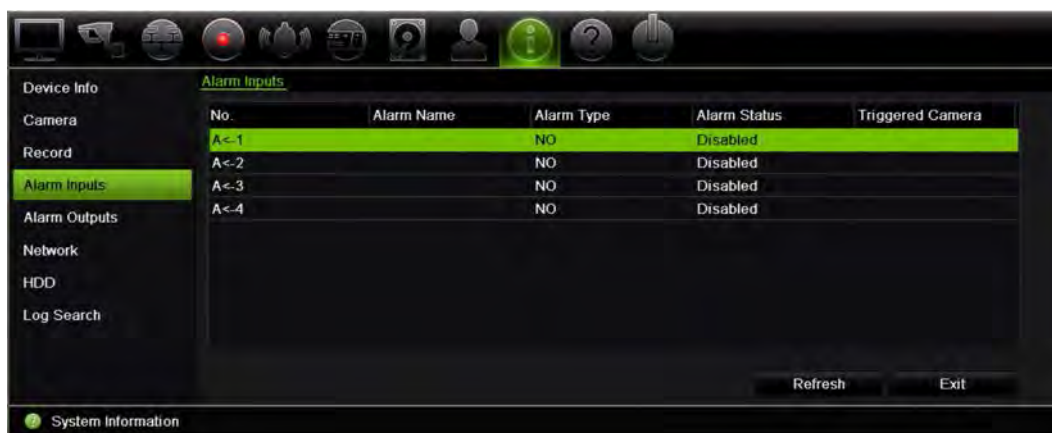 Device Info
Camera
Record
Alarm Inputs
Alarm Outputs
Network
HDD
Log Search
Alarm Inputs
No. Alarm Name Alarm Type Alarm Status Triggered Camera
A<-1 NO Disabled
A<-2 NO Disabled
A<-3 NO Disabled
A<-4 NO Disabled
Refresh Exit
System Information